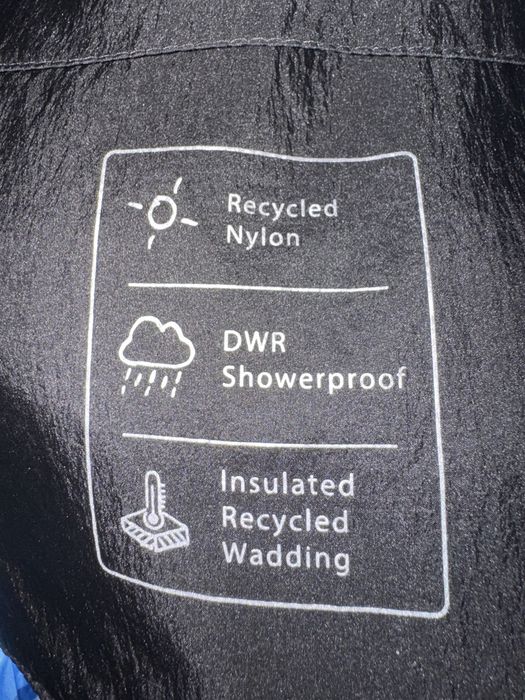 Recycled
Nylon
DWR
Showerproof
Insulated
Recycled
Wadding